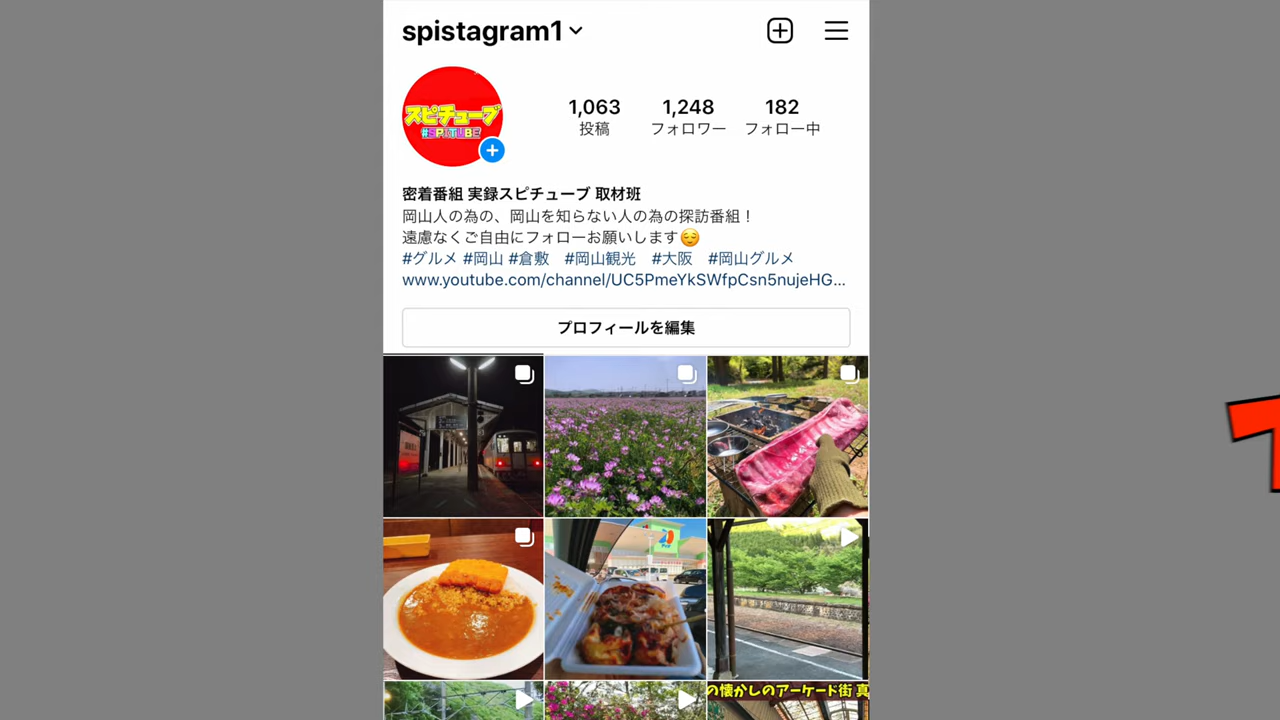 spistagram1
1,063
投稿
1,248
フォロワー
182
フォロー中
スピチューブ
#SPITUBE
密着番組 実録スピチューブ 取材班
岡山人の為の、岡山を知らない人の為の探訪番組！
遠慮なくご自由にフォローお願いします😌
#グルメ #岡山 #倉敷　#岡山観光　#大阪　#岡山グルメ
www.youtube.com/channel/UC5PmeYkSWfpCsn5nujeHG...
プロフィールを編集
の懐かしのアーケード街 真